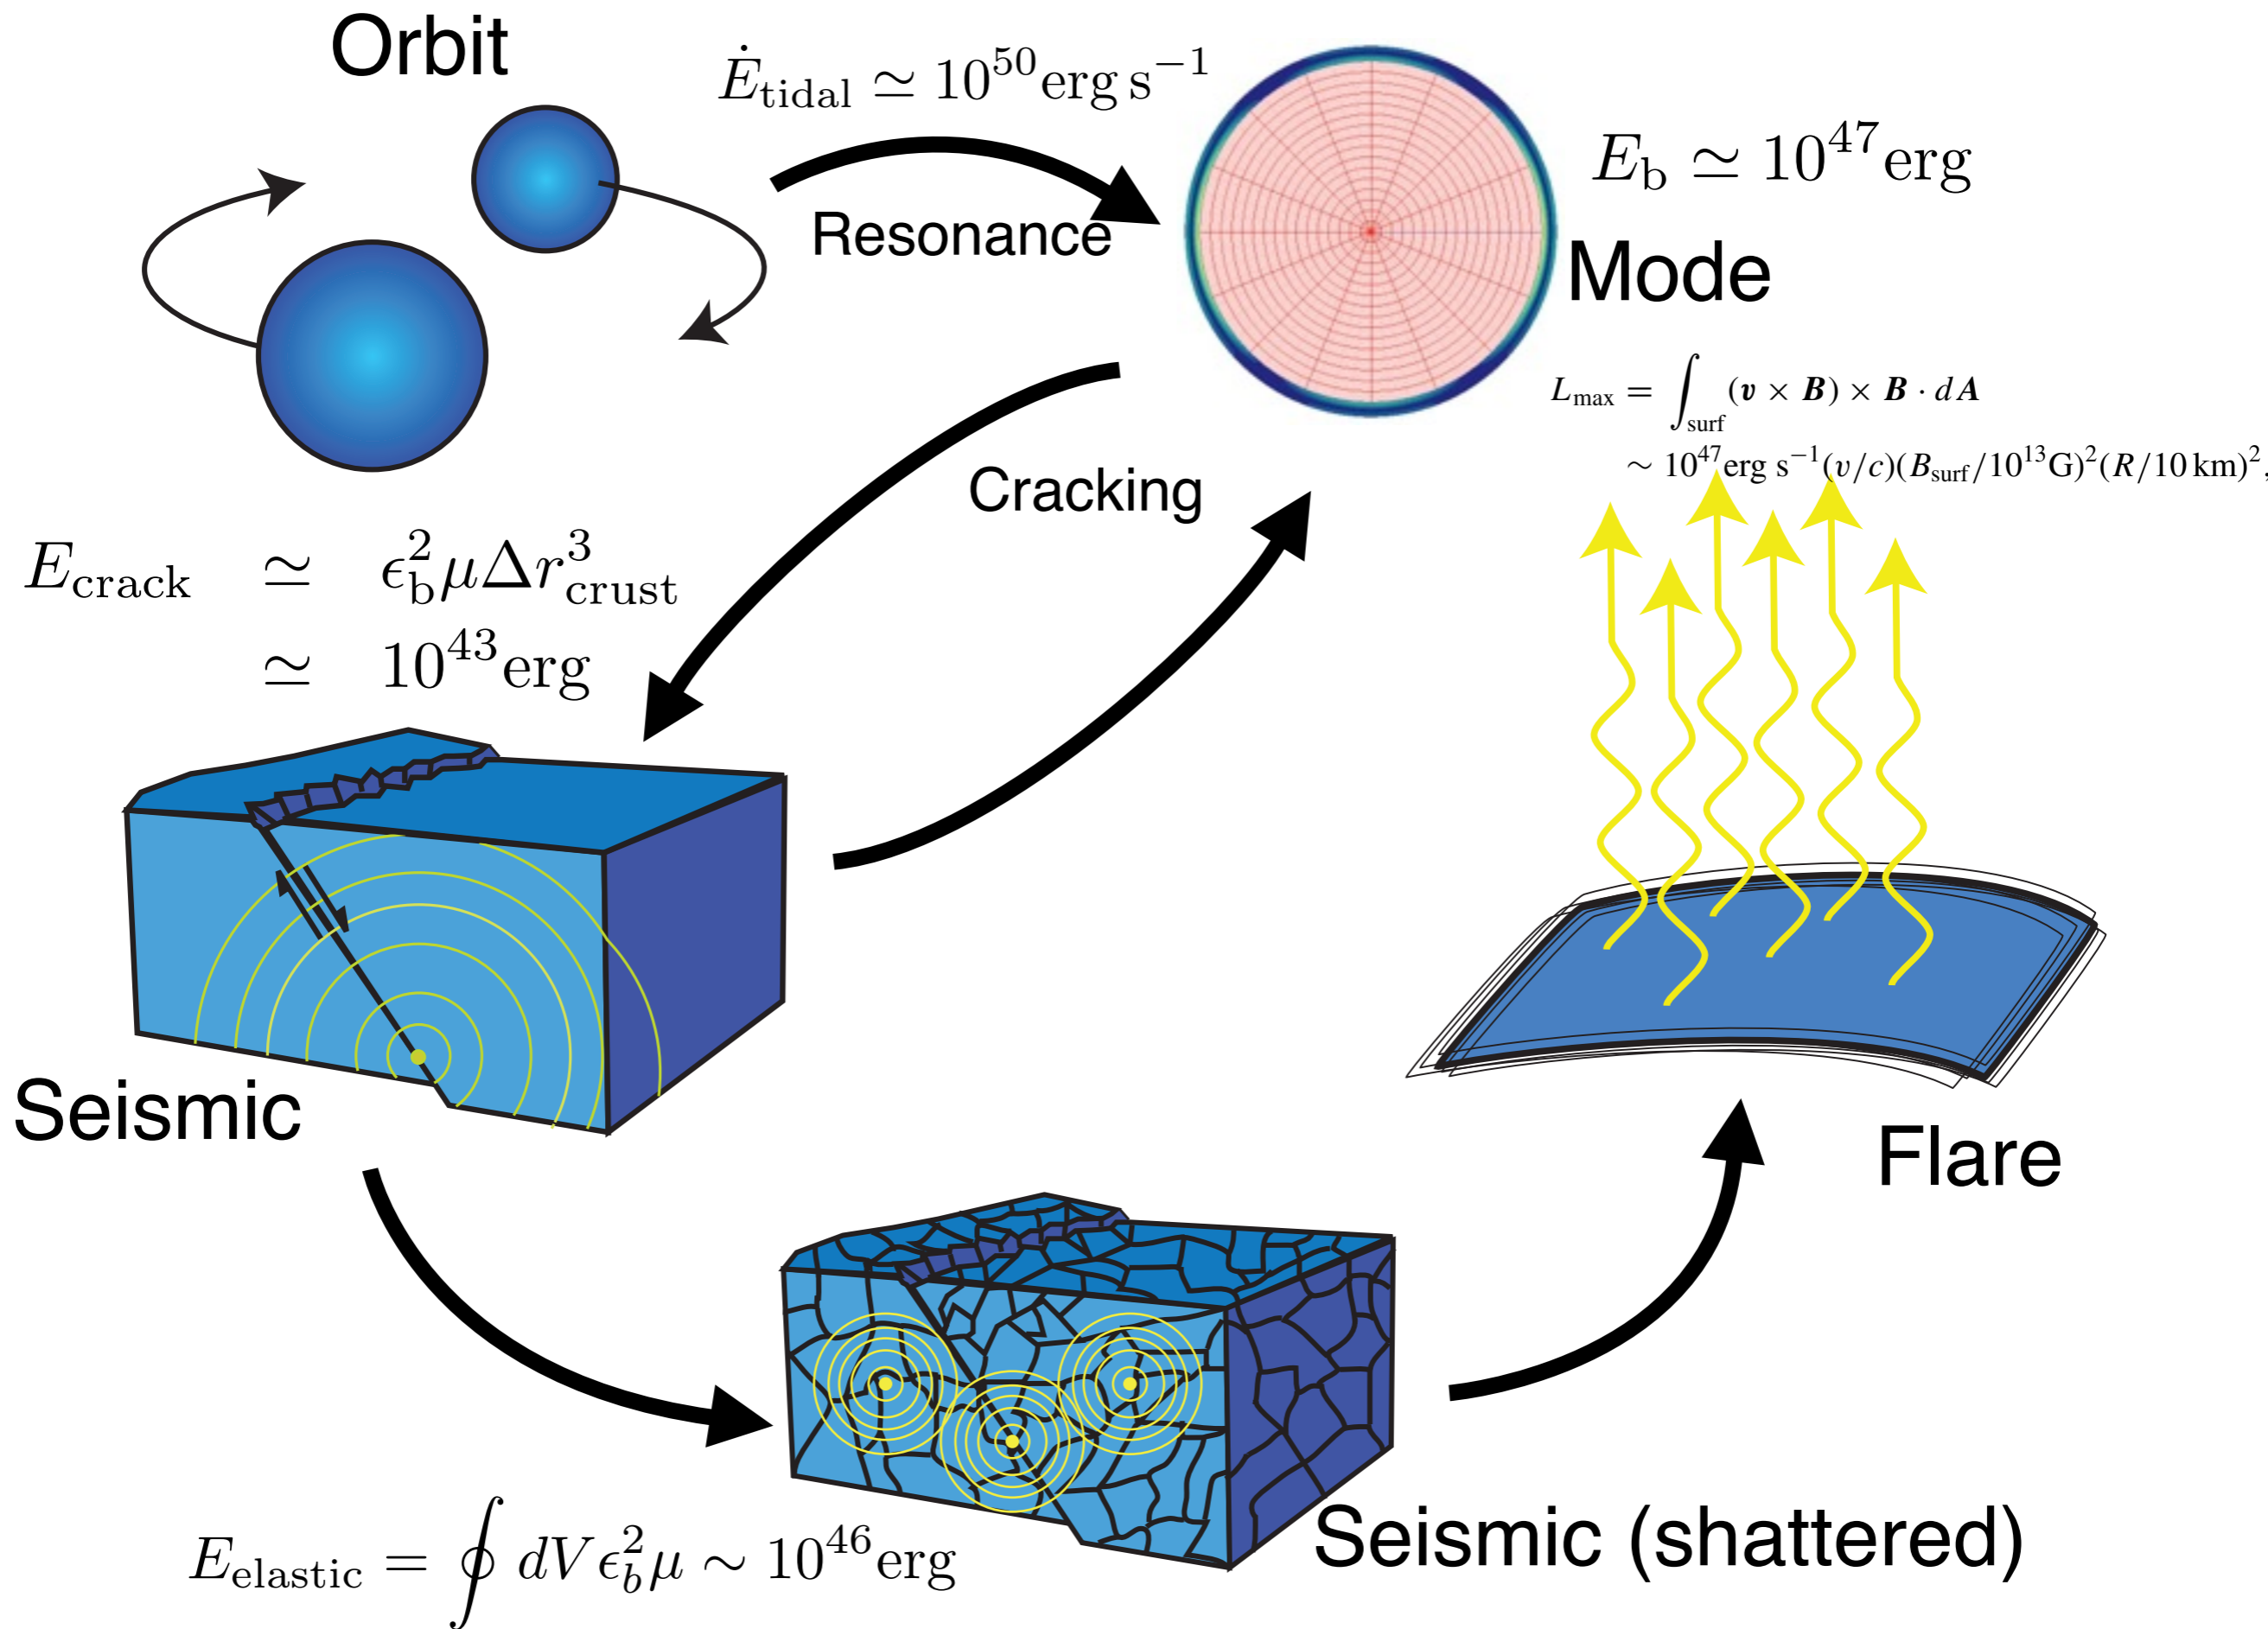 Orbit
Ė_tidal ≃ 10^50 erg s^−1
Resonance
E_b ≃ 10^47 erg
Mode
L_max = ∫_surf (v × B) × B · dA
∼ 10^47 erg s^−1 (v/c)(B_surf/10^13 G)^2 (R/10 km)^2,
Cracking
E_crack ≃ ϵ_b^2 μΔr_crust^3
≃ 10^43 erg
Seismic
Flare
Seismic (shattered)
E_elastic = ∮ dV ϵ_b^2 μ ∼ 10^46 erg